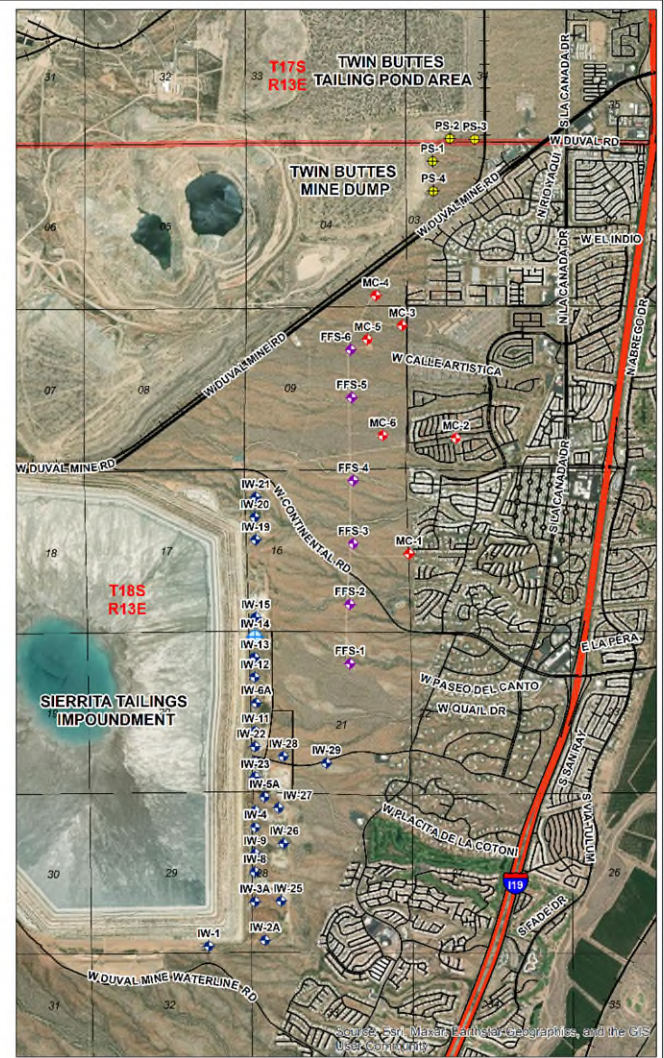 31
32
33
T17S
R13E
TWIN BUTTES
TAILING POND AREA
34
35
S LA CANADA DR
PS-2
PS-3
W DUVAL RD
PS-1
PS-4
TWIN BUTTES
MINE DUMP
N RIO YAQUI
W DUVAL MINE RD
06
05
04
03
02
W EL INDIO
N LA CANADA DR
MC-4
MC-3
MC-5
N ABREGO DR
FFS-6
W CALLE ARTISTICA
W DUVAL MINE RD
07
08
09
FFS-5
MC-6
MC-2
W DUVAL MINE RD
FFS-4
S LA CANADA DR
IW-21
IW-20
IW-19
W CONTINENTAL RD
FFS-3
MC-1
18
17
16
14
T18S
R13E
FFS-2
IW-15
IW-14
IW-13
IW-12
FFS-1
E LA PERA
IW-6A
W PASEO DEL CANTO
SIERRITA TAILINGS
IMPOUNDMENT
19
W QUAIL DR
IW-11
21
22
IW-22
IW-28
IW-29
S SAN RAY
IW-23
IW-5A
IW-27
S VIA TULUM
IW-4
W PLACITA DE LA COTONI
IW-9
IW-26
IW-8
30
29
28
27
26
I19
IW-3A
IW-25
S FADE DR
IW-1
IW-2A
W DUVAL MINE WATERLINE RD
31
32
34
35
Source: Esri, Maxar, Earthstar Geographics, and the GIS
User Community